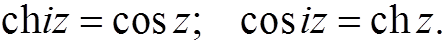 ch iz = cos z; cos iz = ch z.